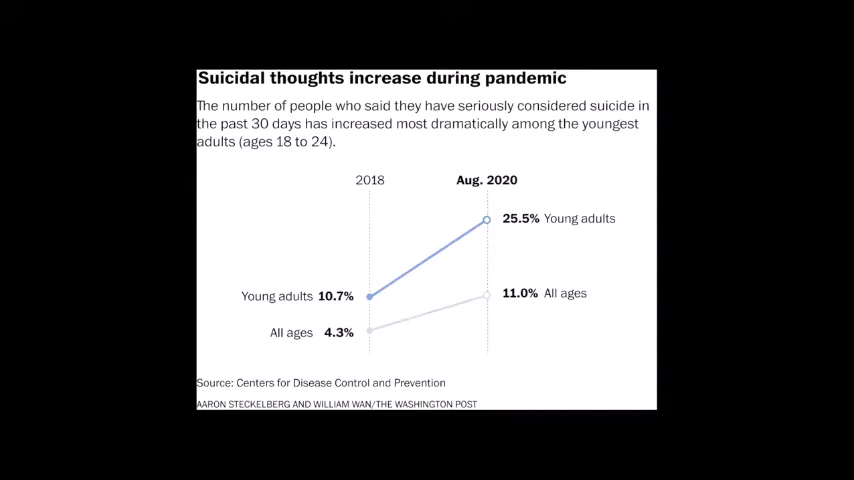 Suicidal thoughts increase during pandemic
The number of people who said they have seriously considered suicide in
the past 30 days has increased most dramatically among the youngest
adults (ages 18 to 24).
2018 Aug. 2020
25.5% Young adults
Young adults 10.7%
11.0% All ages
All ages 4.3%
Source: Centers for Disease Control and Prevention
AARON STECKELBERG AND WILLIAM WAN/THE WASHINGTON POST